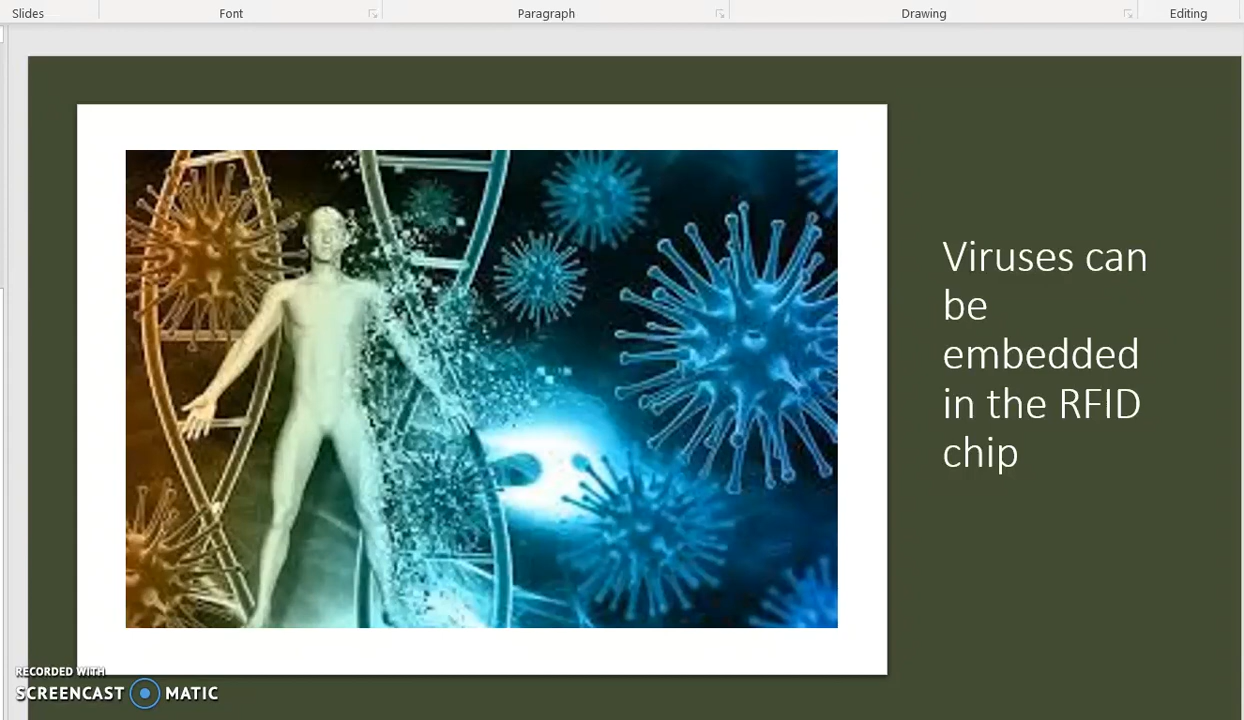 Slides Font Paragraph Drawing Editing
Viruses can
be
embedded
in the RFID
chip
RECORDED WITH
SCREENCAST MATIC